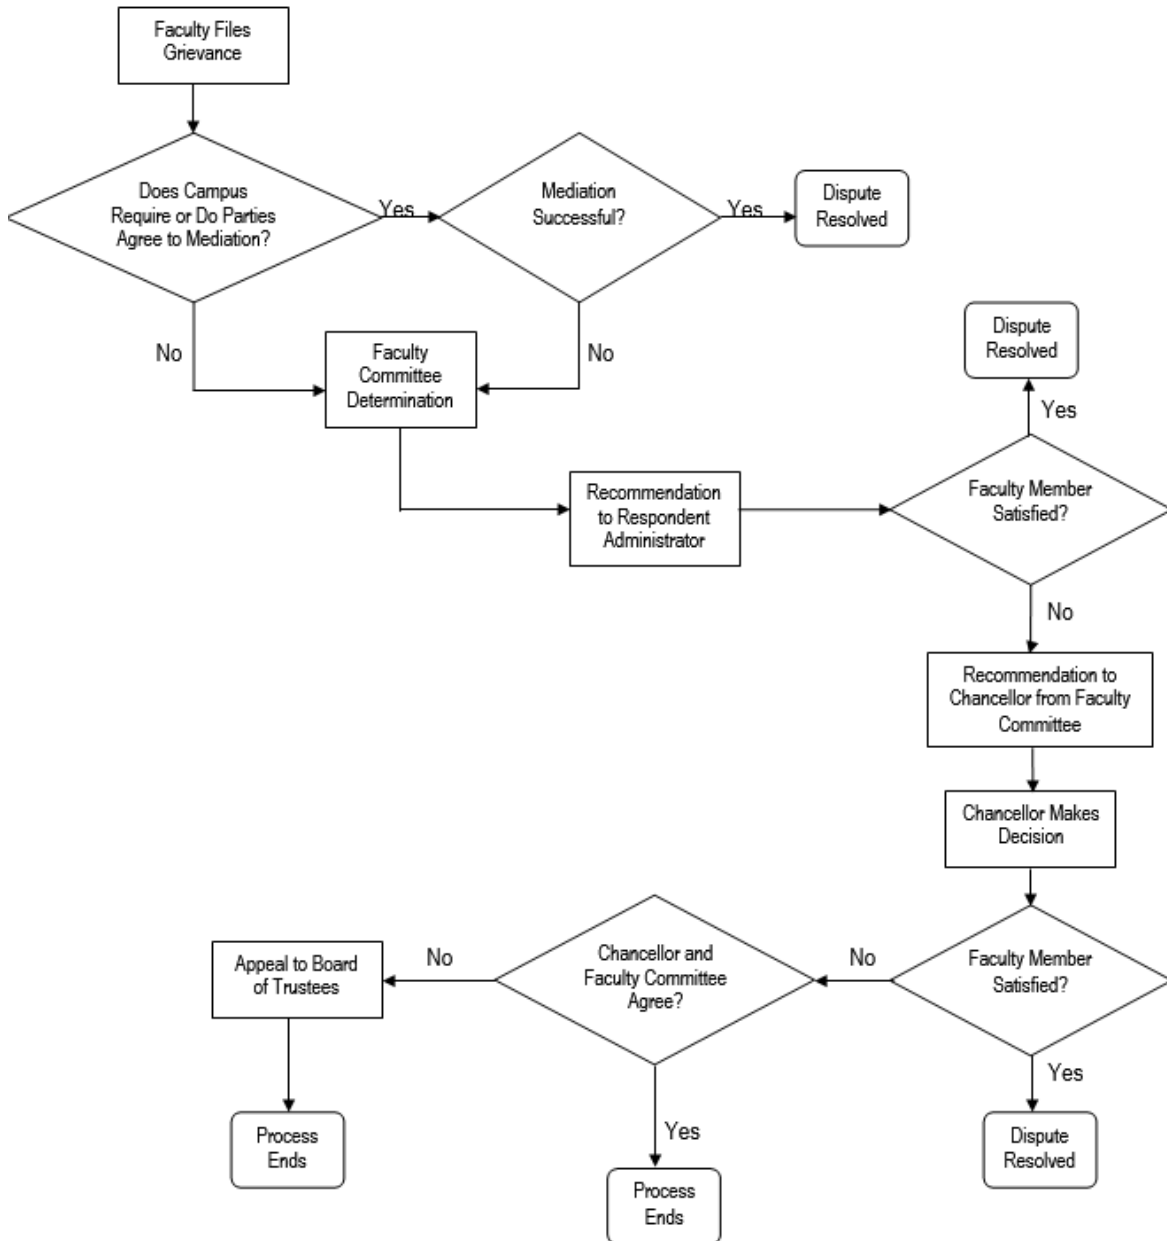 Faculty Files
Grievance
Does Campus
Require or Do Parties
Agree to Mediation?
Yes
Mediation
Successful?
Yes
Dispute
Resolved
No
Faculty
Committee
Determination
No
Dispute
Resolved
Yes
Recommendation
to Respondent
Administrator
Faculty Member
Satisfied?
No
Recommendation to
Chancellor from Faculty
Committee
Chancellor Makes
Decision
Faculty Member
Satisfied?
No
Chancellor and
Faculty Committee
Agree?
No
Appeal to Board
of Trustees
Yes
Dispute
Resolved
Yes
Process
Ends
Process
Ends